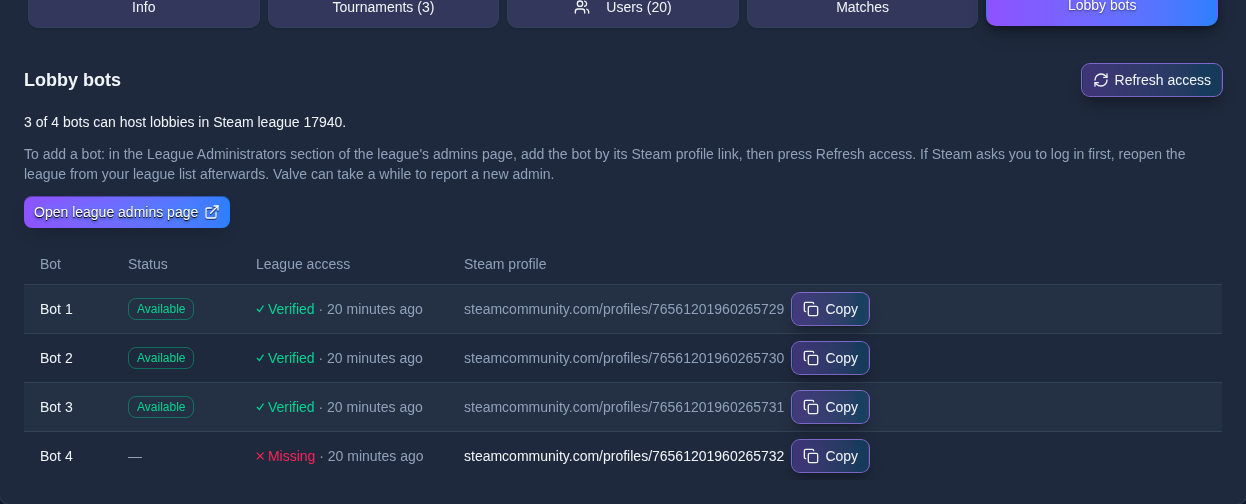 Info
Tournaments (3)
Users (20)
Matches
Lobby bots
Lobby bots
Refresh access
3 of 4 bots can host lobbies in Steam league 17940.
To add a bot: in the League Administrators section of the league's admins page, add the bot by its Steam profile link, then press Refresh access. If Steam asks you to log in first, reopen the
league from your league list afterwards. Valve can take a while to report a new admin.
Open league admins page
Bot Status League access Steam profile
Bot 1 Available Verified · 20 minutes ago steamcommunity.com/profiles/76561201960265729 Copy
Bot 2 Available Verified · 20 minutes ago steamcommunity.com/profiles/76561201960265730 Copy
Bot 3 Available Verified · 20 minutes ago steamcommunity.com/profiles/76561201960265731 Copy
Bot 4 — Missing · 20 minutes ago steamcommunity.com/profiles/76561201960265732 Copy